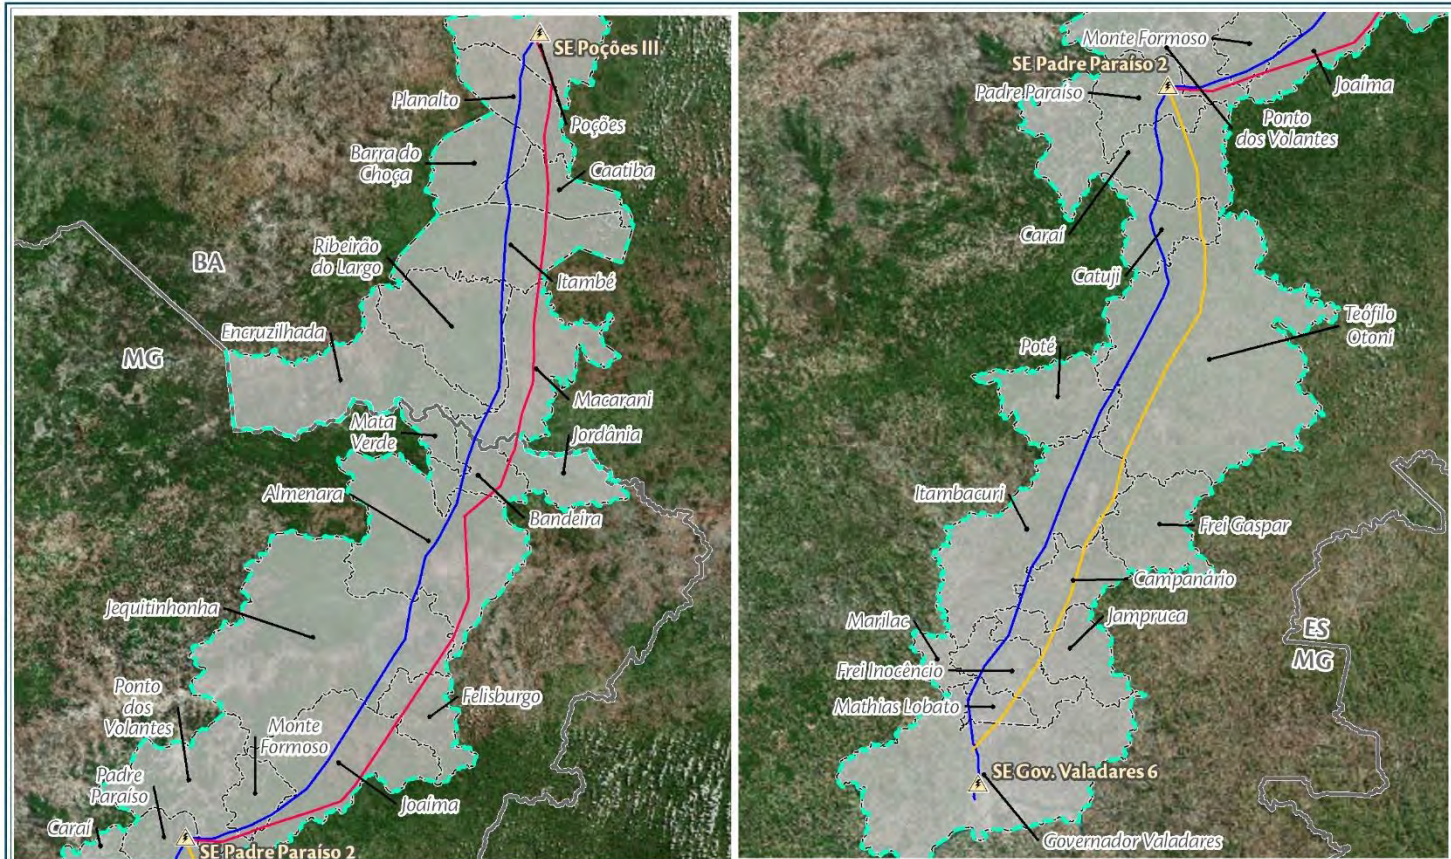 SE Poções III
Planalto
Poções
Barra do
Choça
Caatiba
Ribeirão
do Largo
BA
Itambé
Encruzilhada
MG
Macarani
Mata
Verde
Jordânia
Almenara
Bandeira
Jequitinhonha
Ponto
dos
Volantes
Monte
Formoso
Felisburgo
Padre
Paraíso
Joaíma
Caraí
SE Padre Paraíso 2
Monte Formoso
SE Padre Paraíso 2
Joaíma
Padre Paraíso
Ponto
dos Volantes
Caraí
Catuji
Teófilo
Otoni
Poté
Itambacuri
Frei Gaspar
Campanário
Jampruca
Marilac
ES
MG
Frei Inocêncio
Mathias Lobato
SE Gov. Valadares 6
Governador Valadares